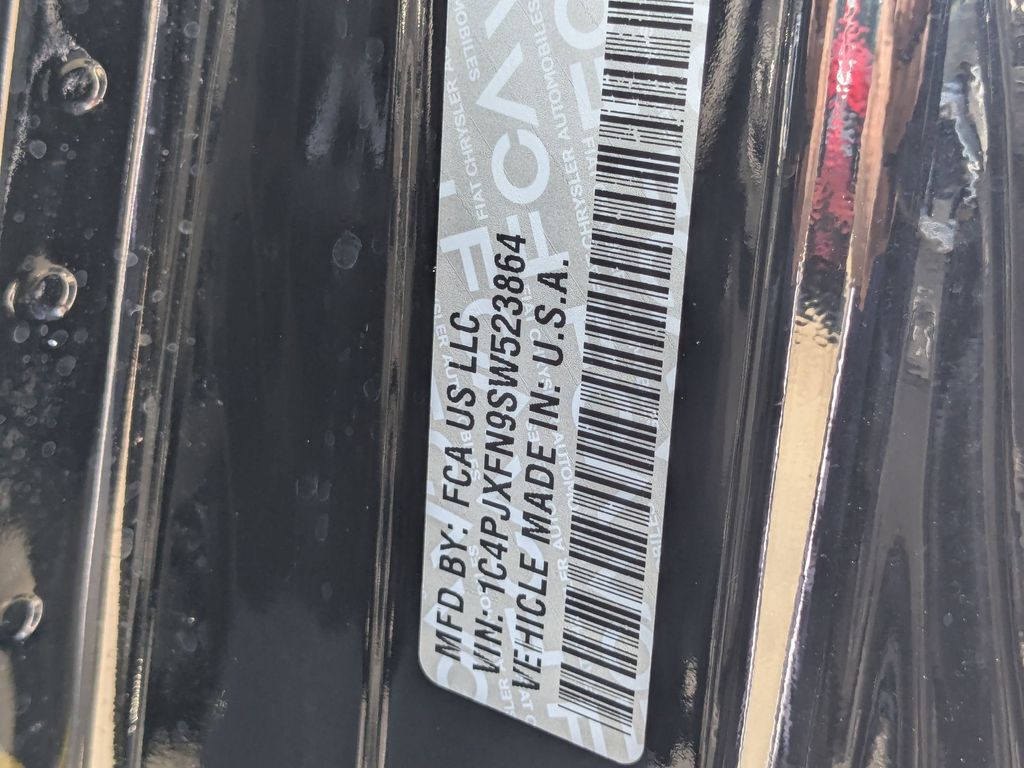 MFD BY: FCA US LLC
VIN: 1C4PJXFN9SW523864
VEHICLE MADE IN: U.S.A.